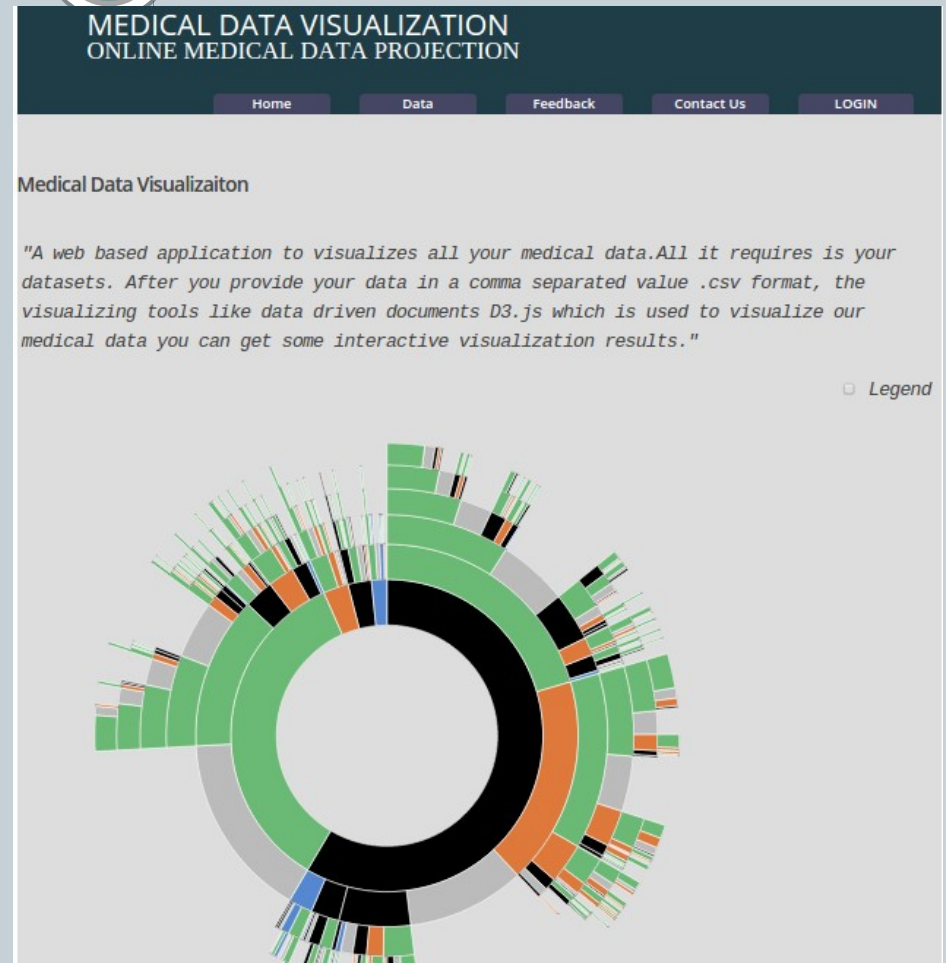 MEDICAL DATA VISUALIZATION
ONLINE MEDICAL DATA PROJECTION
Home Data Feedback Contact Us LOGIN
Medical Data Visualizaiton
"A web based application to visualizes all your medical data.All it requires is your
datasets. After you provide your data in a comma separated value .csv format, the
visualizing tools like data driven documents D3.js which is used to visualize our
medical data you can get some interactive visualization results."
Legend